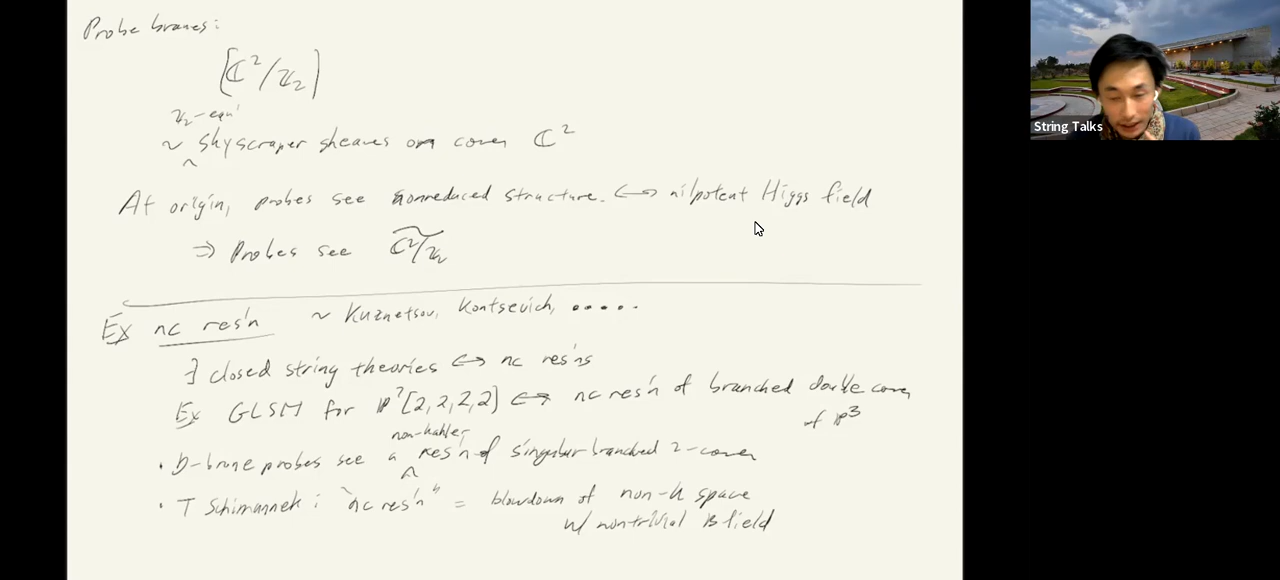 Probe branes:
[ℂ²/ℤ₂]
ℤ₂-equi'
~ skyscraper sheaves on cover ℂ²
At origin, probes see nonreduced structure. ↔ nilpotent Higgs field
⇒ Probes see \widetilde{ℂ²/ℤ₂}
Ex nc res'n ~ Kuznetsov, Kontsevich, .....
∃ closed string theories ↔ nc res'ns
Ex GLSM for ℙ⁷[2,2,2,2] ↔ nc res'n of branched double cover
of ℙ³
non-Kahler
• D-brane probes see a ^ res'n of singular branched 2-cover
• T Schimannek: "nc res'n" = blowdown of non-K space
w/ nontrivial B field
String Talks